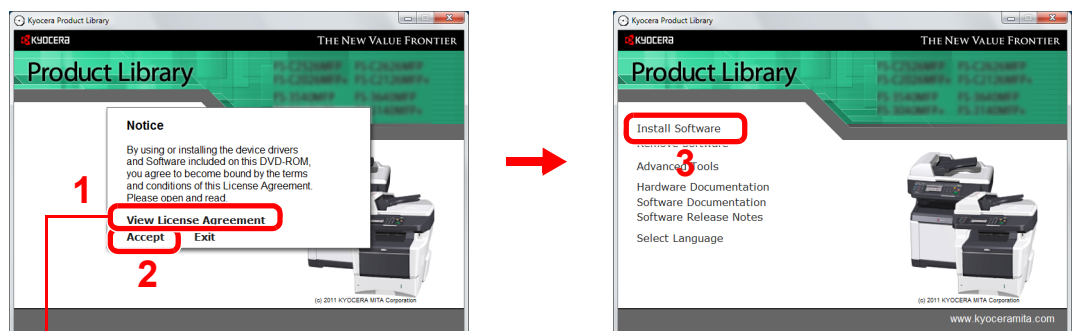 Kyocera Product Library
KYOCERA
THE NEW VALUE FRONTIER
Product Library
Notice
By using or installing the device drivers
and Software included on this DVD-ROM,
you agree to become bound by the terms
and conditions of this License Agreement.
Please open and read.
1
View License Agreement
Accept Exit
2
(c) 2011 KYOCERA MITA Corporation
Kyocera Product Library
KYOCERA
THE NEW VALUE FRONTIER
Product Library
Install Software
Remove Software
3
Advanced Tools
Hardware Documentation
Software Documentation
Software Release Notes
Select Language
(c) 2011 KYOCERA MITA Corporation
www.kyoceramita.com